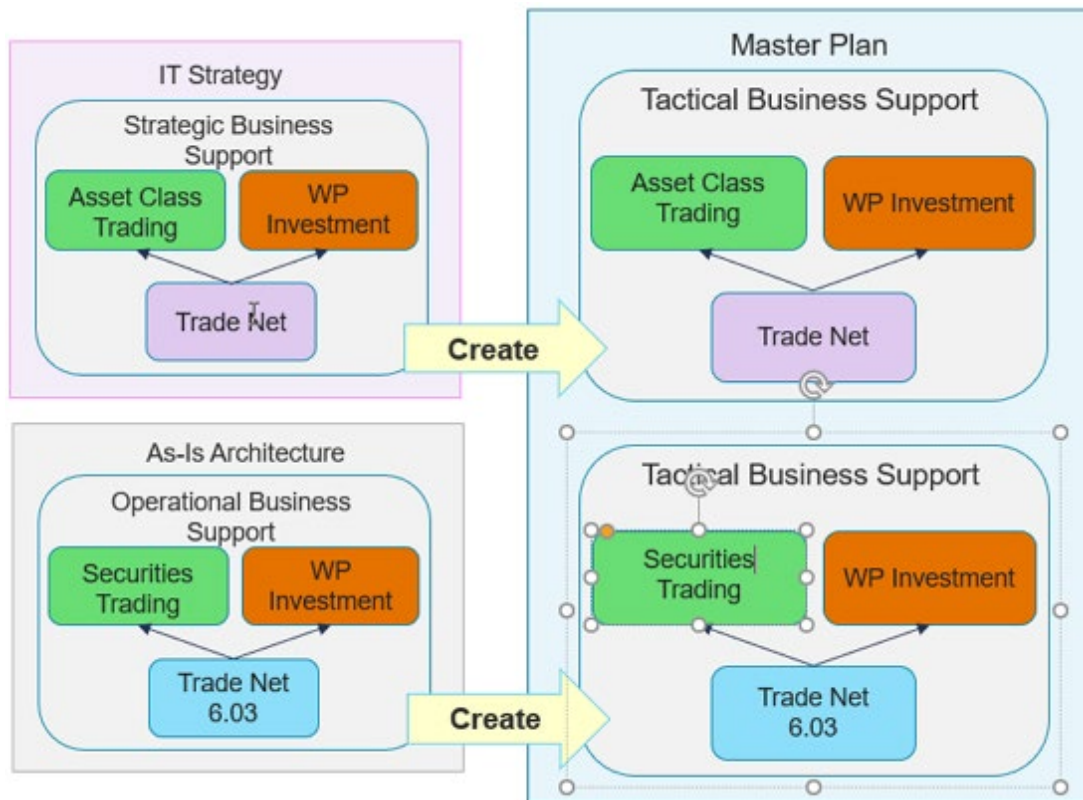 IT Strategy
Strategic Business
Support
Asset Class
Trading
WP
Investment
Trade Net
Create
Master Plan
Tactical Business Support
Asset Class
Trading
WP Investment
Trade Net
As-Is Architecture
Operational Business
Support
Securities
Trading
WP
Investment
Trade Net
6.03
Create
Tactical Business Support
Securities
Trading
WP Investment
Trade Net
6.03